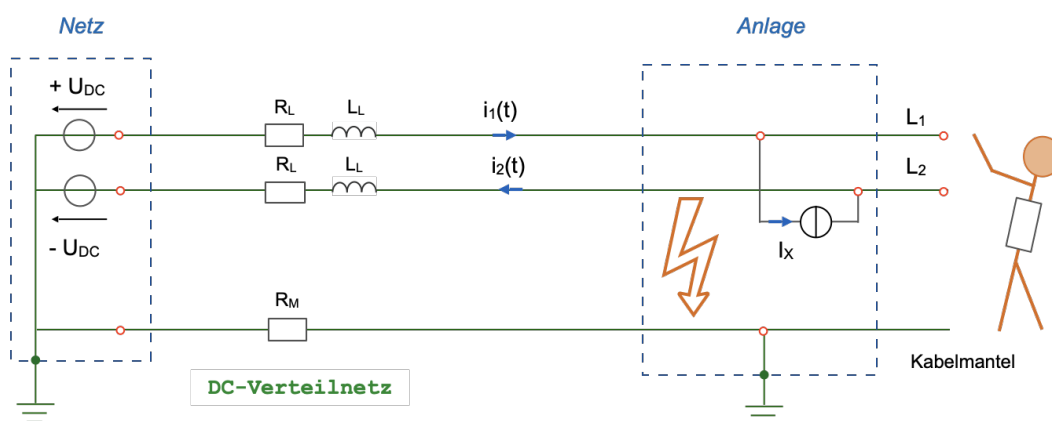 Netz
Anlage
+ UDC
RL
LL
i1(t)
L1
RL
LL
i2(t)
L2
- UDC
IX
RM
Kabelmantel
DC-Verteilnetz